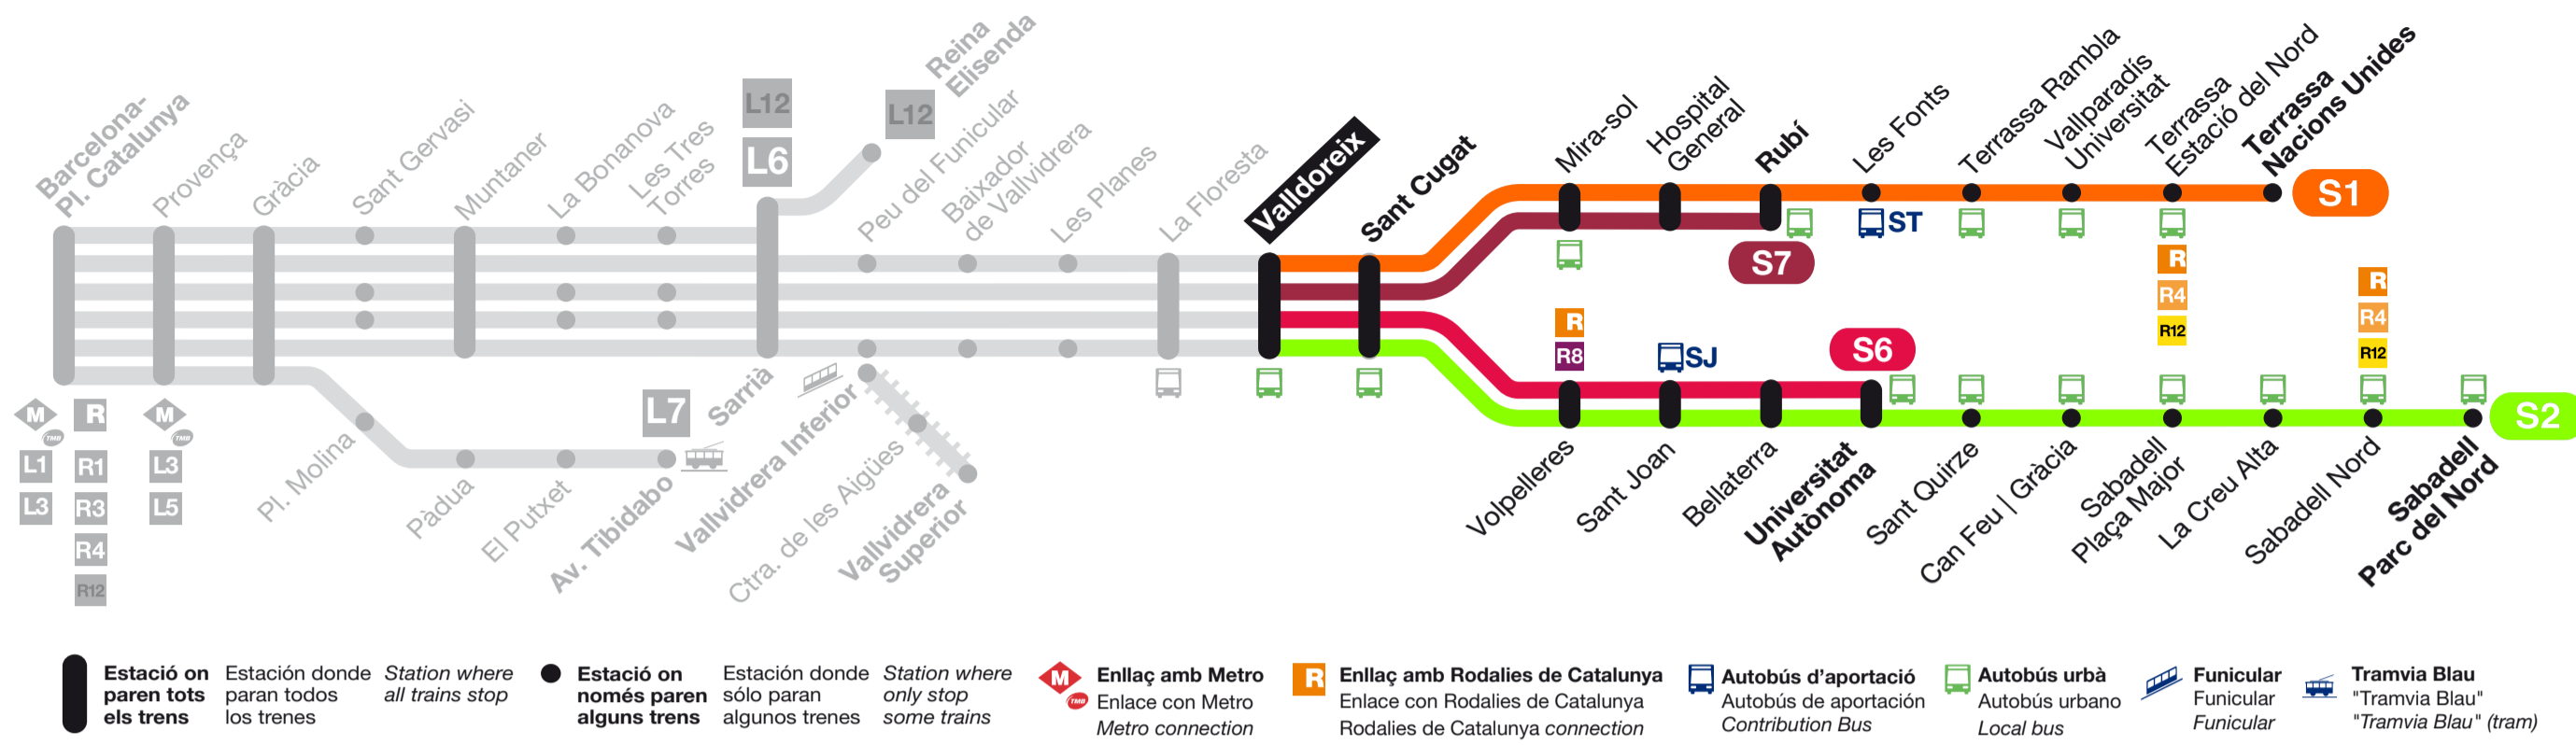 Barcelona-
Pl. Catalunya
Provença
Gràcia
Sant Gervasi
Muntaner
La Bonanova
Les Tres
Torres
L12
L6
Reina
Elisenda
L12
Peu del Funicular
Baixador
de Vallvidrera
Les Planes
La Floresta
Valldoreix
Sant Cugat
Mira-sol
Hospital
General
Rubí
Les Fonts
Terrassa Rambla
Vallparadís
Universitat
Terrassa
Estació del Nord
Terrassa
Nacions Unides
S1
ST
S7
R
R4
R12
R
R8
SJ
S6
R
R4
R12
S2
M
TMB
L1
L3
R
R1
R3
R4
R12
M
TMB
L3
L5
Pl. Molina
Pàdua
El Putxet
Av. Tibidabo
L7
Sarrià
Vallvidrera Inferior
Ctra. de les Aigües
Vallvidrera
Superior
Volpelleres
Sant Joan
Bellaterra
Universitat
Autònoma
Sant Quirze
Can Feu | Gràcia
Sabadell
Plaça Major
La Creu Alta
Sabadell Nord
Sabadell
Parc del Nord
Estació on
paren tots
els trens
Estación donde
paran todos
los trenes
Station where
all trains stop
Estació on
només paren
alguns trens
Estación donde
sólo paran
algunos trenes
Station where
only stop
some trains
M
TMB
Enllaç amb Metro
Enlace con Metro
Metro connection
R
Enllaç amb Rodalies de Catalunya
Enlace con Rodalies de Catalunya
Rodalies de Catalunya connection
Autobús d'aportació
Autobús de aportación
Contribution Bus
Autobús urbà
Autobús urbano
Local bus
Funicular
Funicular
Funicular
Tramvia Blau
"Tramvia Blau"
"Tramvia Blau" (tram)